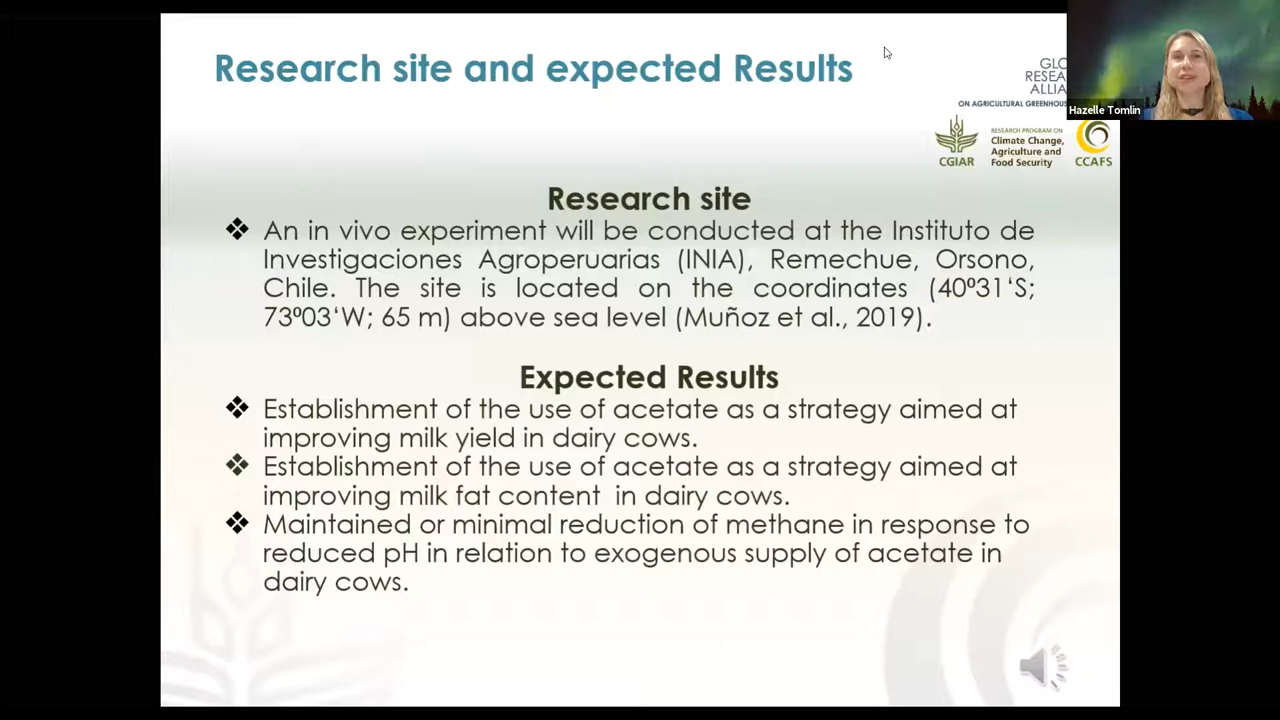 Research site and expected Results
GLO
RESEA
ALLIA
ON AGRICULTURAL GREENHOUS
Hazelle Tomlin
CGIAR
RESEARCH PROGRAM ON
Climate Change,
Agriculture and
Food Security
CCAFS
Research site
❖ An in vivo experiment will be conducted at the Instituto de
Investigaciones Agroperuarias (INIA), Remechue, Orsono,
Chile. The site is located on the coordinates (40⁰31‘S;
73⁰03‘W; 65 m) above sea level (Muñoz et al., 2019).
Expected Results
❖ Establishment of the use of acetate as a strategy aimed at
improving milk yield in dairy cows.
❖ Establishment of the use of acetate as a strategy aimed at
improving milk fat content in dairy cows.
❖ Maintained or minimal reduction of methane in response to
reduced pH in relation to exogenous supply of acetate in
dairy cows.